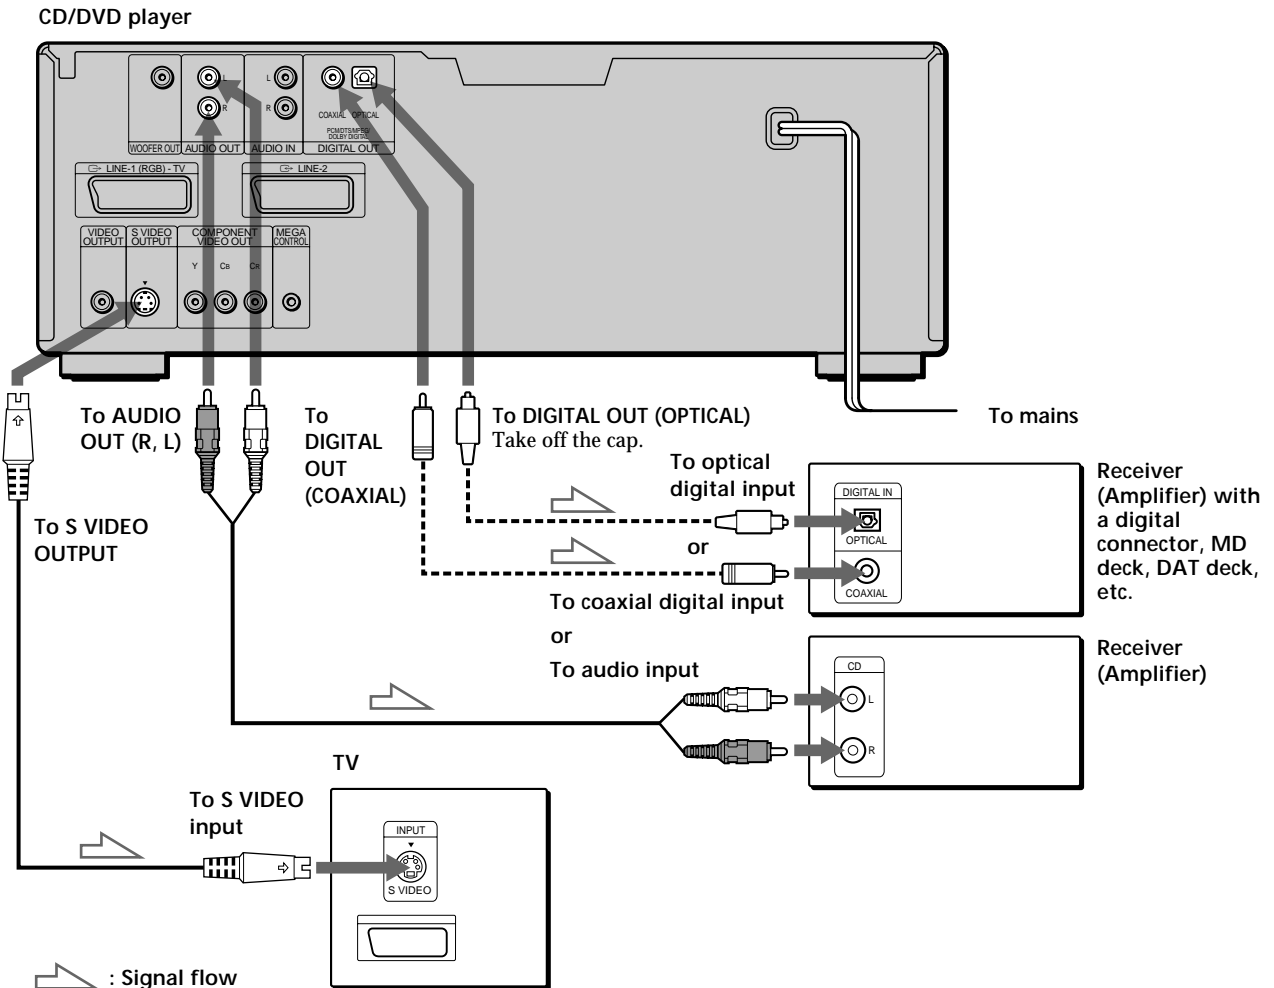 CD/DVD player
L
R
L
R
COAXIAL OPTICAL
PCM/DTS/MPEG/
DOLBY DIGITAL
WOOFER OUT AUDIO OUT AUDIO IN DIGITAL OUT
LINE-1 (RGB) - TV
LINE-2
VIDEO
OUTPUT
S VIDEO
OUTPUT
COMPONENT
VIDEO OUT
MEGA
CONTROL
Y CB CR
To AUDIO
OUT (R, L)
To
DIGITAL
OUT
(COAXIAL)
To DIGITAL OUT (OPTICAL)
Take off the cap.
To mains
To S VIDEO
OUTPUT
To optical
digital input
or
To coaxial digital input
or
To audio input
DIGITAL IN
OPTICAL
COAXIAL
Receiver
(Amplifier) with
a digital
connector, MD
deck, DAT deck,
etc.
CD
L
R
Receiver
(Amplifier)
TV
To S VIDEO
input
INPUT
S VIDEO
: Signal flow